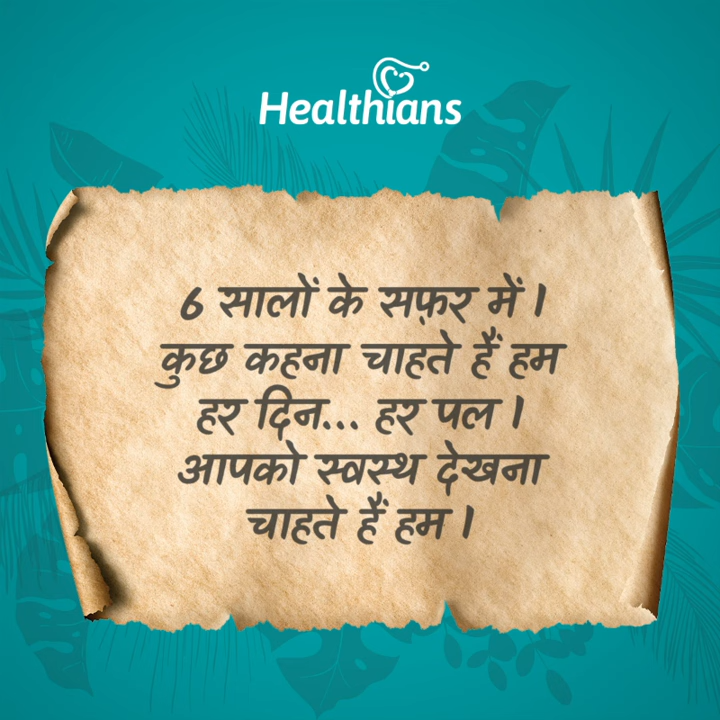 Healthians
6 सालों के सफ़र में।
कुछ कहना चाहते हैं हम
हर दिन... हर पल।
आपको स्वस्थ देखना
चाहते हैं हम।